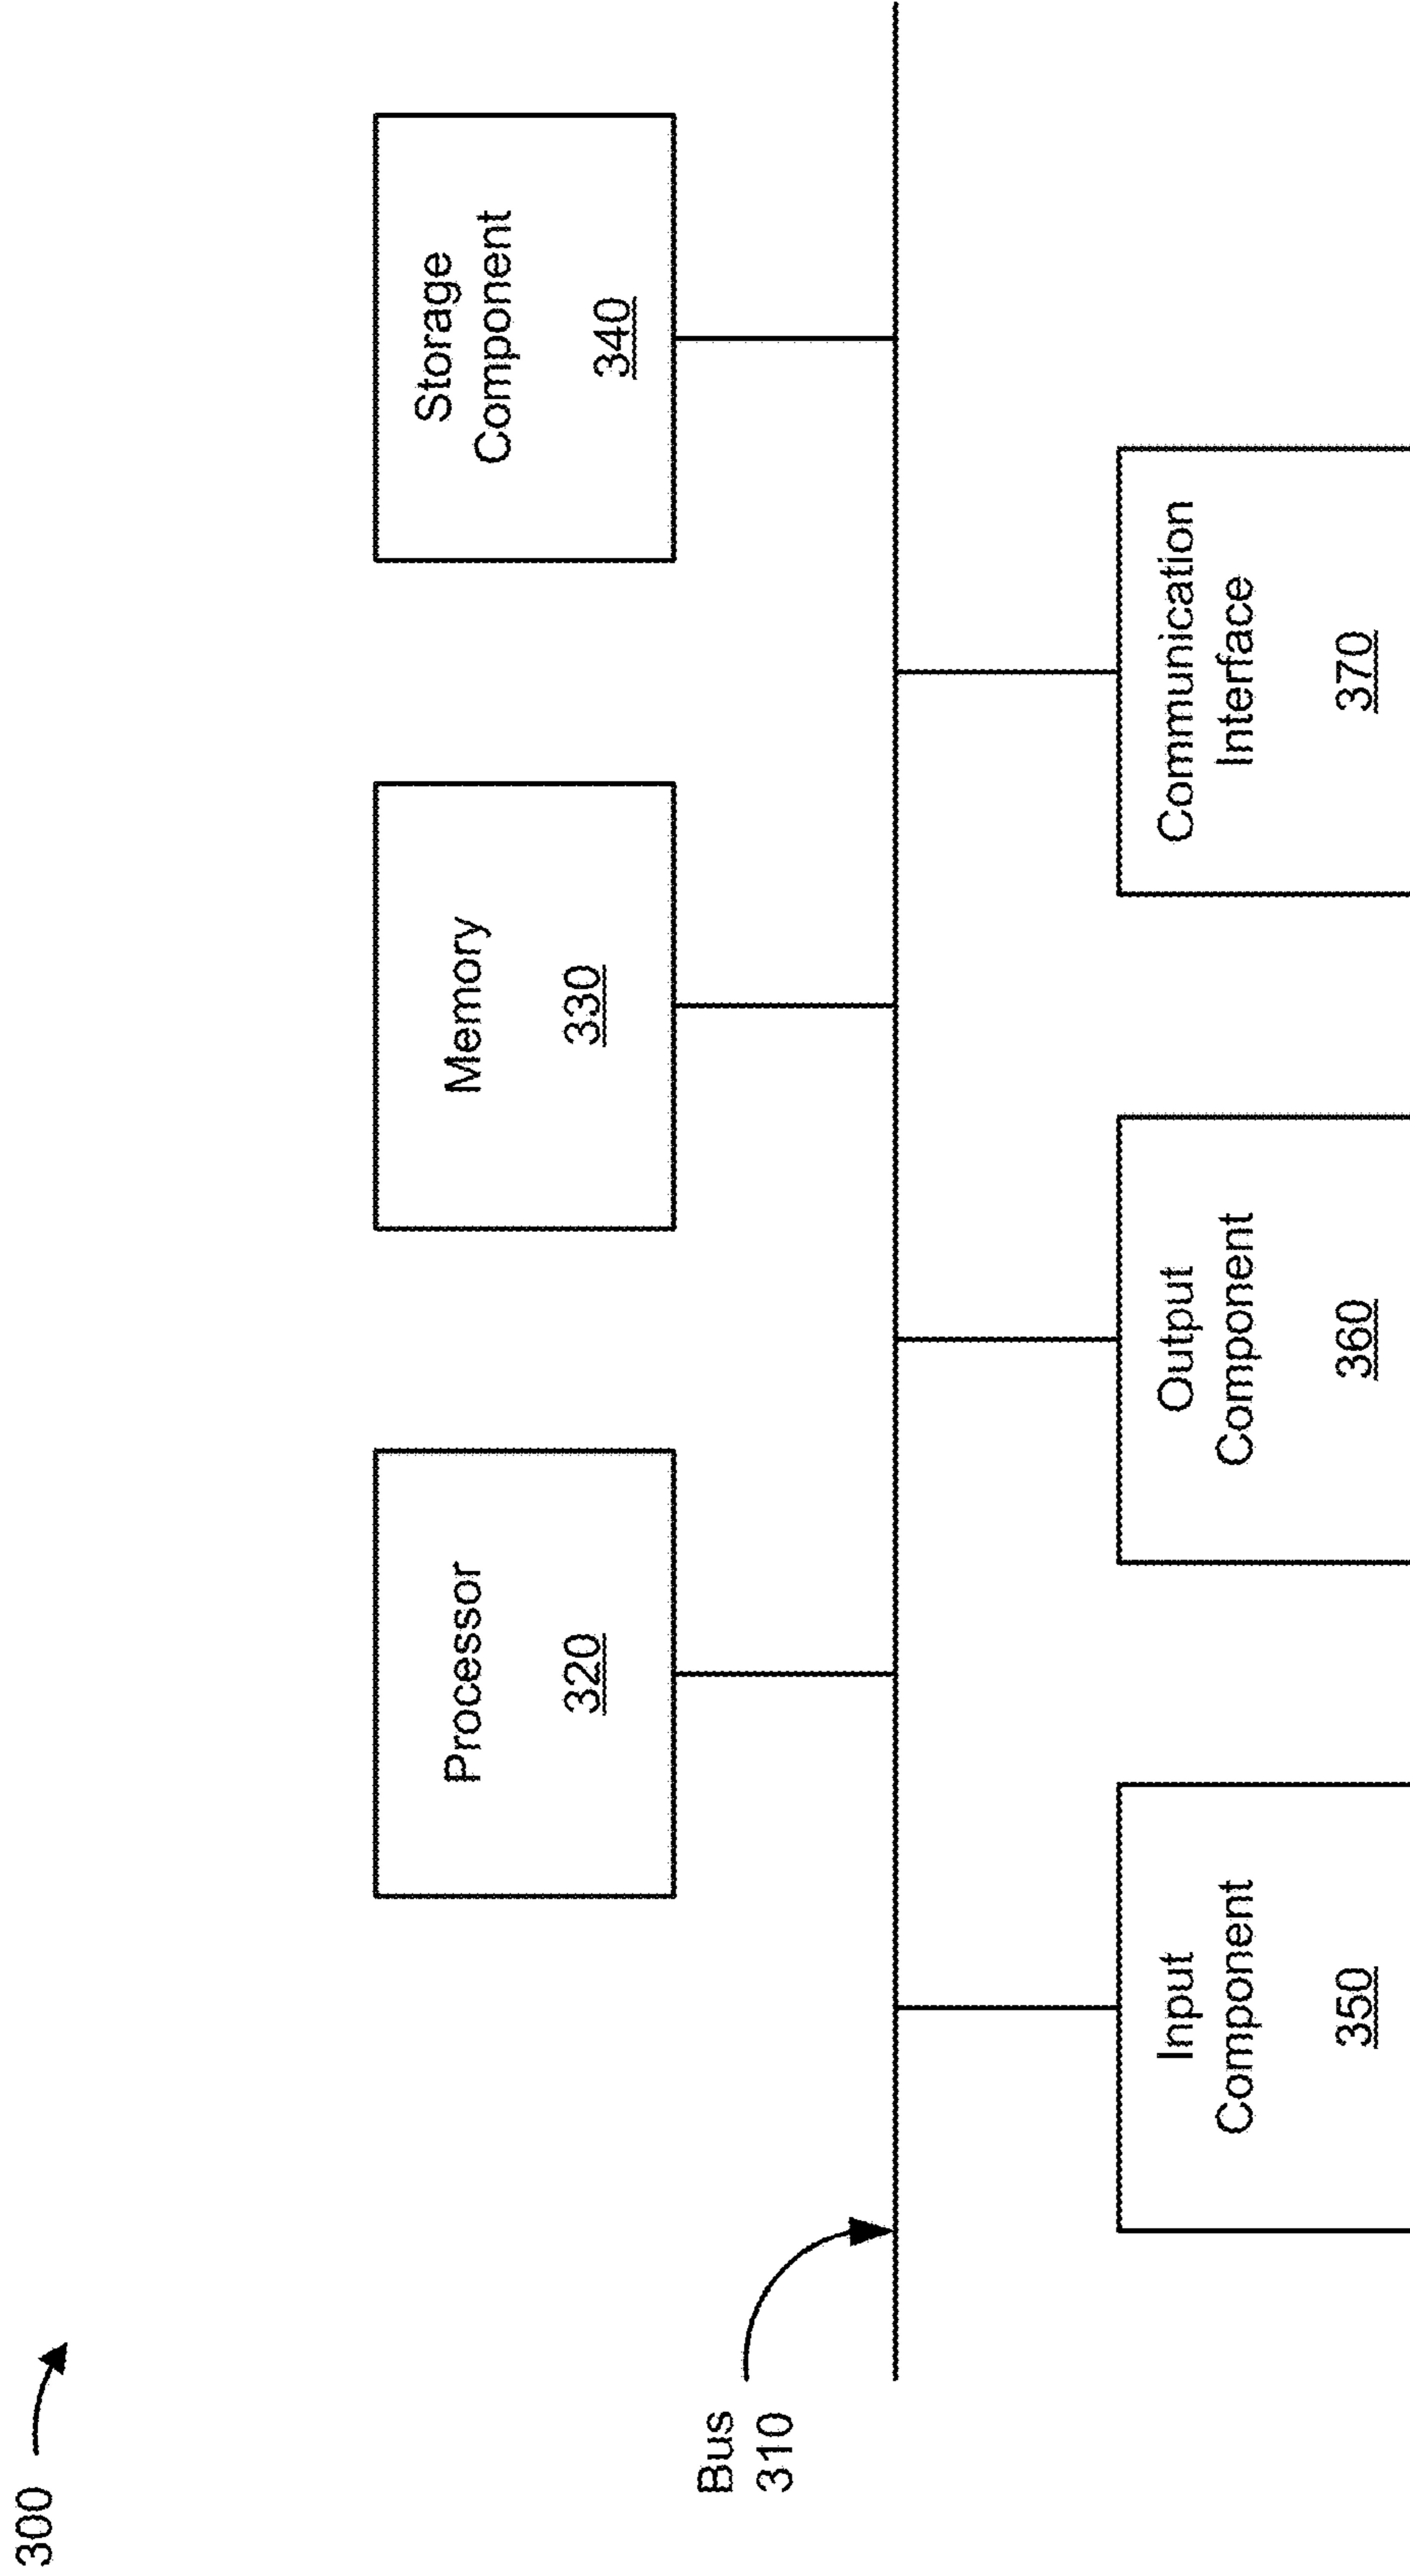 300
Bus
310
Processor
320
Memory
330
Storage
Component
340
Input
Component
350
Output
Component
360
Communication
Interface
370